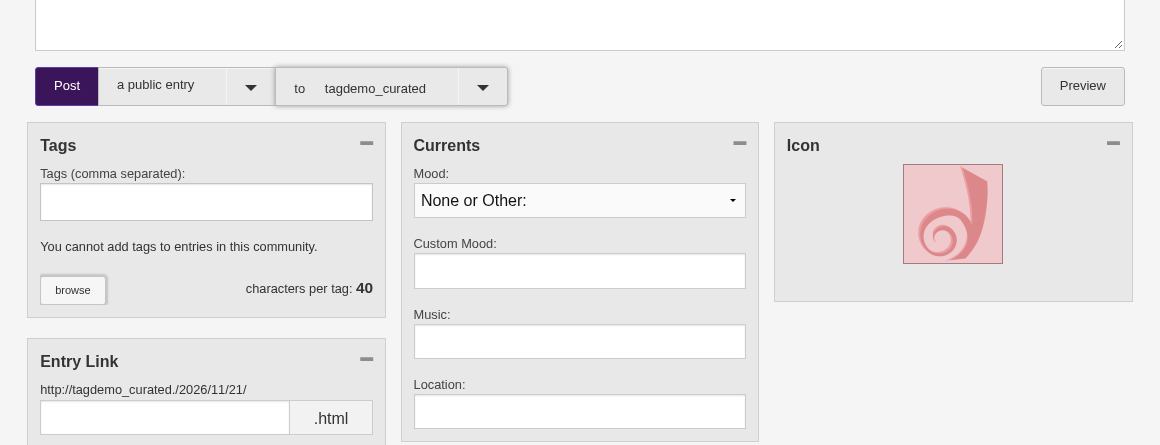 Post
a public entry
to tagdemo_curated
Preview
Tags
Tags (comma separated):
You cannot add tags to entries in this community.
browse
characters per tag: 40
Entry Link
http://tagdemo_curated./2026/11/21/
.html
Currents
Mood:
None or Other:
Custom Mood:
Music:
Location:
Icon